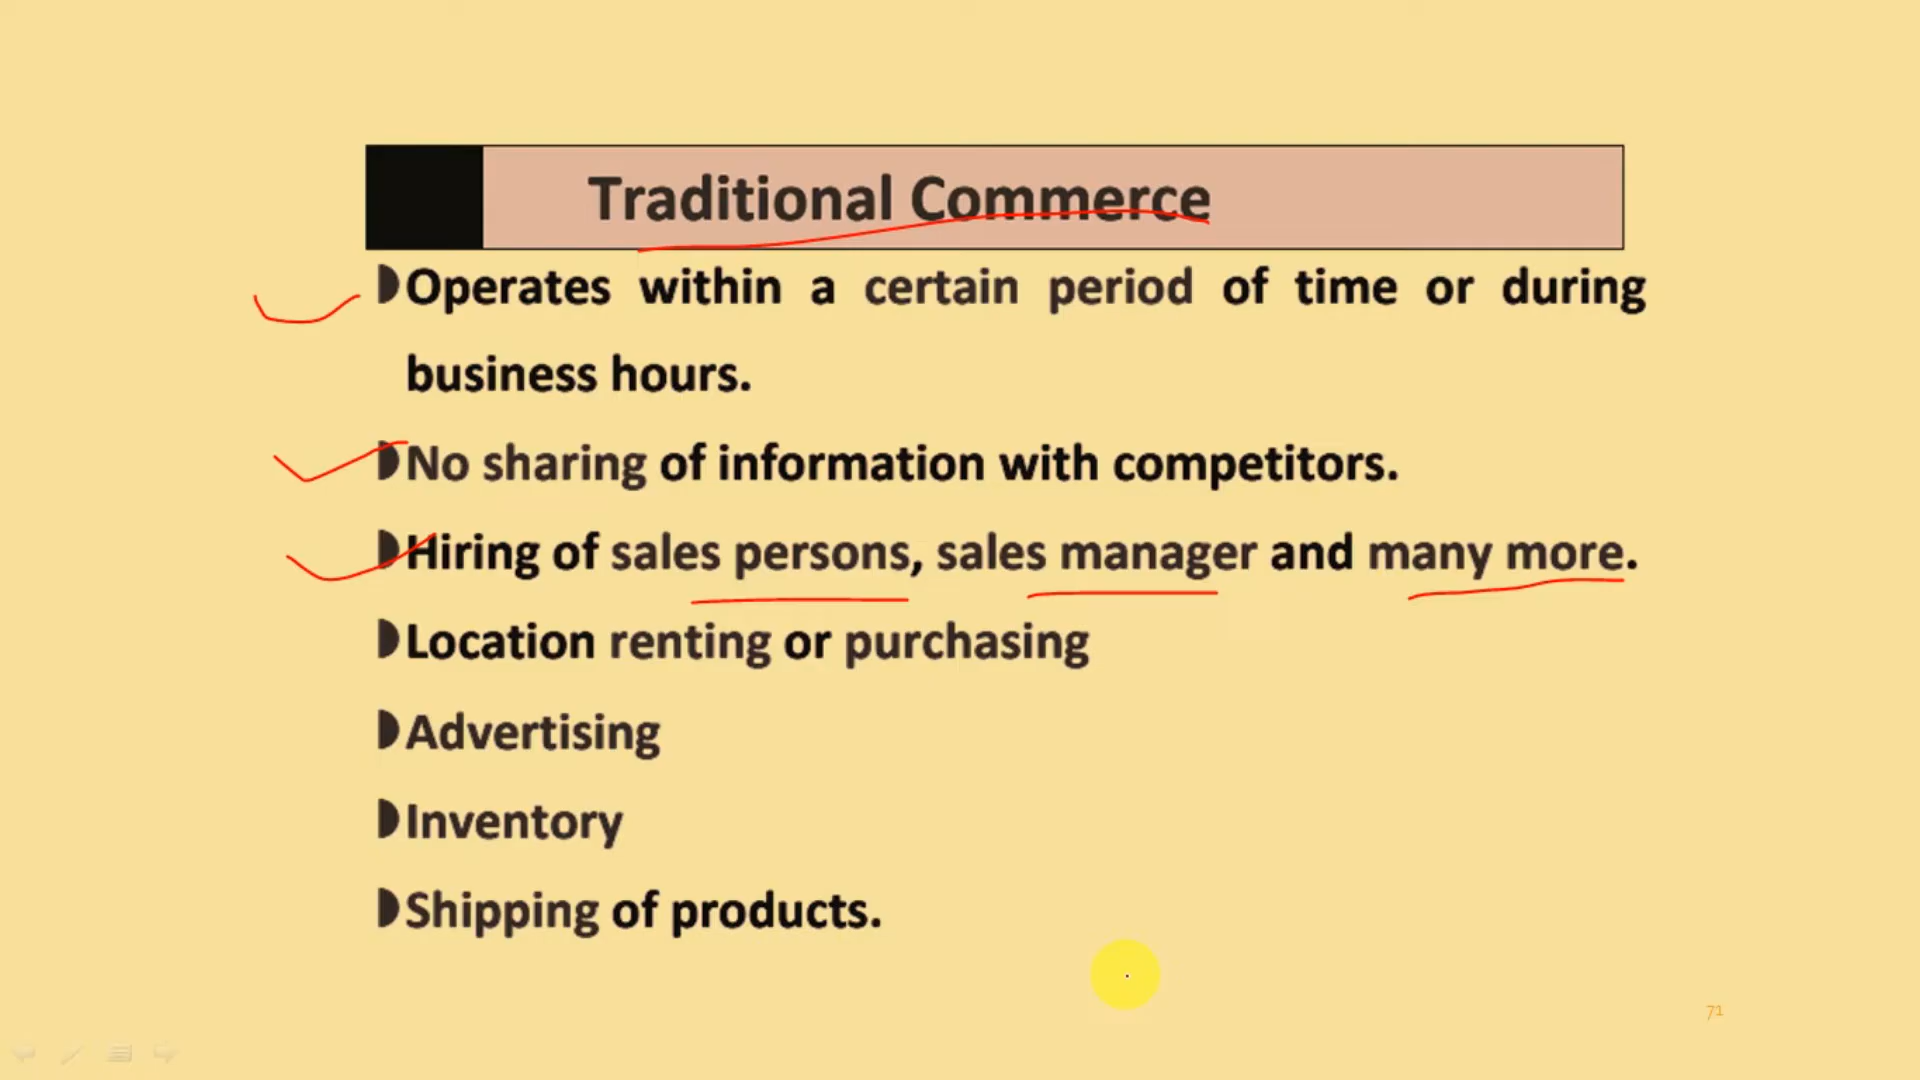 Traditional Commerce
Operates within a certain period of time or during
business hours.
No sharing of information with competitors.
Hiring of sales persons, sales manager and many more.
Location renting or purchasing
Advertising
Inventory
Shipping of products.
71